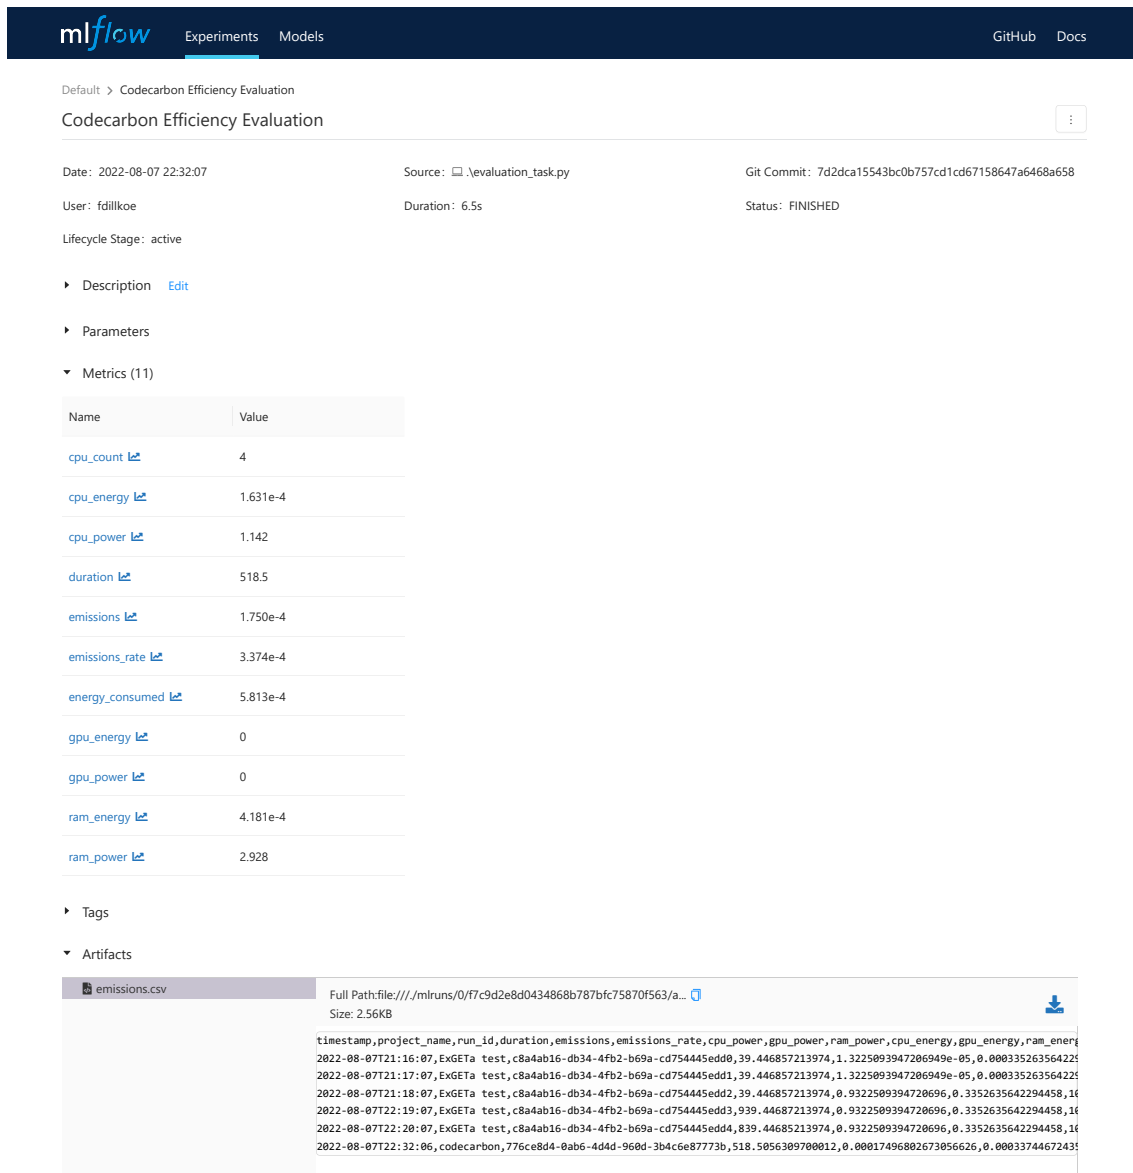 mlflow Experiments Models GitHub Docs
Default > Codecarbon Efficiency Evaluation
Codecarbon Efficiency Evaluation
Date: 2022-08-07 22:32:07 Source: .\evaluation_task.py Git Commit: 7d2dca15543bc0b757cd1cd67158647a6468a658
User: fdillkoe Duration: 6.5s Status: FINISHED
Lifecycle Stage: active
Description Edit
Parameters
Metrics (11)
Name Value
cpu_count 4
cpu_energy 1.631e-4
cpu_power 1.142
duration 518.5
emissions 1.750e-4
emissions_rate 3.374e-4
energy_consumed 5.813e-4
gpu_energy 0
gpu_power 0
ram_energy 4.181e-4
ram_power 2.928
Tags
Artifacts
emissions.csv
Full Path:file:///./mlruns/0/f7c9d2e8d0434868b787bfc75870f563/a...
Size: 2.56KB
timestamp,project_name,run_id,duration,emissions,emissions_rate,cpu_power,gpu_power,ram_power,cpu_energy,gpu_energy,ram_energ
2022-08-07T21:16:07,ExGETa test,c8a4ab16-db34-4fb2-b69a-cd754445edd0,39.446857213974,1.3225093947206949e-05,0.000335263564229
2022-08-07T21:17:07,ExGETa test,c8a4ab16-db34-4fb2-b69a-cd754445edd1,39.446857213974,1.3225093947206949e-05,0.000335263564229
2022-08-07T21:18:07,ExGETa test,c8a4ab16-db34-4fb2-b69a-cd754445edd2,39.446857213974,0.9322509394720696,0.3352635642294458,10
2022-08-07T22:19:07,ExGETa test,c8a4ab16-db34-4fb2-b69a-cd754445edd3,939.44687213974,0.9322509394720696,0.3352635642294458,10
2022-08-07T22:20:07,ExGETa test,c8a4ab16-db34-4fb2-b69a-cd754445edd4,839.44685721​3974,0.9322509394720696,0.3352635642294458,10
2022-08-07T22:32:06,codecarbon,776ce8d4-0ab6-4d4d-960d-3b4c6e87773b,518.5056309700012,0.00017496802673056626,0.00033744672435